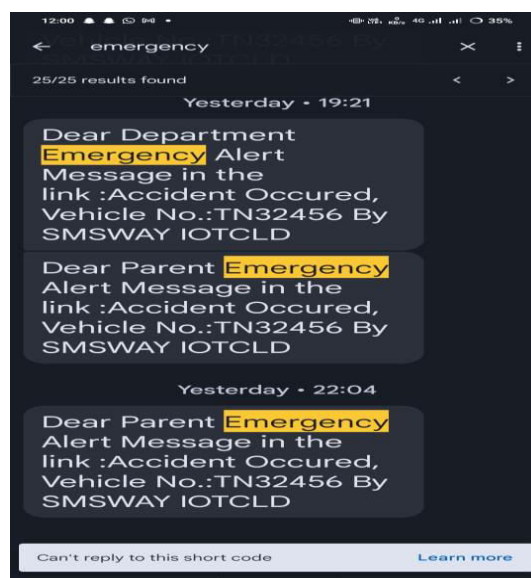 12:00
4G 35%
emergency
25/25 results found
Yesterday • 19:21
Dear Department
Emergency Alert
Message in the
link :Accident Occured,
Vehicle No.:TN32456 By
SMSWAY IOTCLD
Dear Parent Emergency
Alert Message in the
link :Accident Occured,
Vehicle No.:TN32456 By
SMSWAY IOTCLD
Yesterday • 22:04
Dear Parent Emergency
Alert Message in the
link :Accident Occured,
Vehicle No.:TN32456 By
SMSWAY IOTCLD
Can't reply to this short code
Learn more